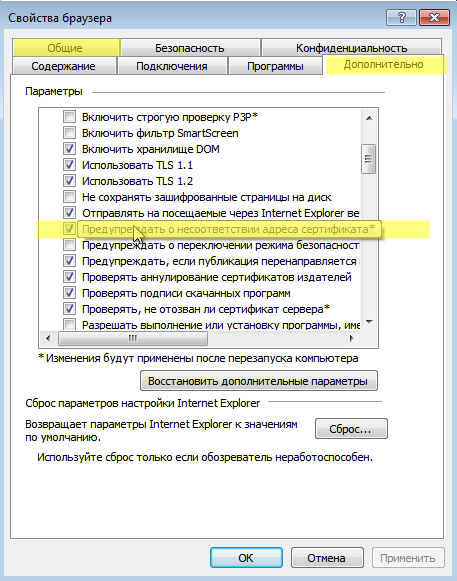 Свойства браузера
Общие
Безопасность
Конфиденциальность
Содержание
Подключения
Программы
Дополнительно
Параметры
Включить строгую проверку P3P*
Включить фильтр SmartScreen
Включить хранилище DOM
Использовать TLS 1.1
Использовать TLS 1.2
Не сохранять зашифрованные страницы на диск
Отправлять на посещаемые через Internet Explorer ве
Предупреждать о несоответствии адреса сертификата*
Предупреждать о переключении режима безопасност
Предупреждать, если публикация перенаправляется н
Проверять аннулирование сертификатов издателей
Проверять подписи скачанных программ
Проверять, не отозван ли сертификат сервера*
Разрешать выполнение или установку программы, име
*Изменения будут применены после перезапуска компьютера
Восстановить дополнительные параметры
Сброс параметров настройки Internet Explorer
Возвращает параметры Internet Explorer к значениям
по умолчанию.
Сброс...
Используйте сброс только если обозреватель неработоспособен.
ОК
Отмена
Применить